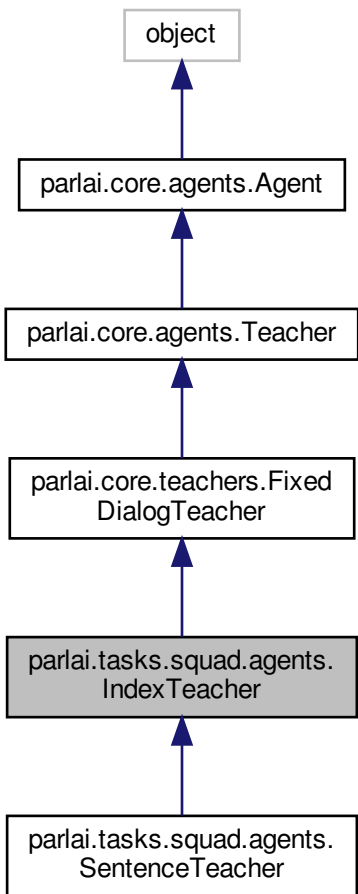 object
parlai.core.agents.Agent
parlai.core.agents.Teacher
parlai.core.teachers.Fixed
DialogTeacher
parlai.tasks.squad.agents.
IndexTeacher
parlai.tasks.squad.agents.
SentenceTeacher